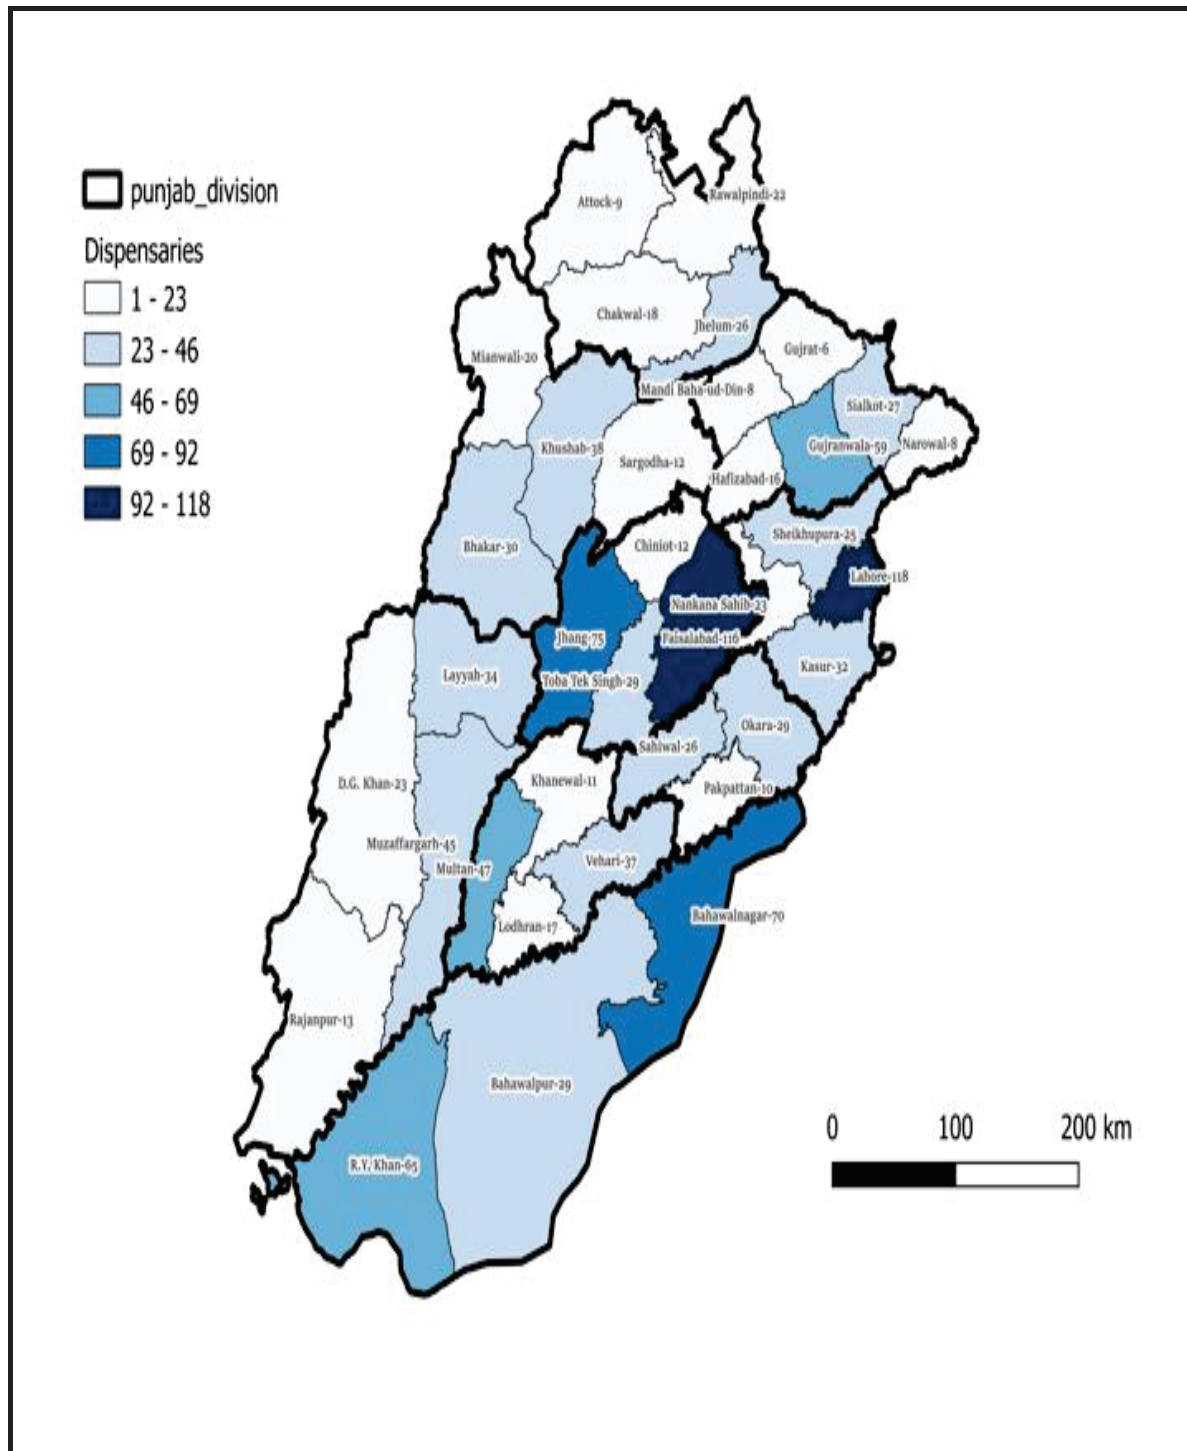 punjab_division
Dispensaries
1 - 23
23 - 46
46 - 69
69 - 92
92 - 118
Rawalpindi-22
Attock-9
Chakwal-18
Jhelum-26
Gujrat-6
Mianwali-20
Mandi Baha-ud-Din-8
Sialkot-27
Khushab-38
Gujranwala-59
Narowal-8
Sargodha-12
Hafizabad-16
Sheikhupura-25
Bhakar-30
Chiniot-12
Lahore-118
Nankana Sahib-23
Jhang-75
Faisalabad-116
Kasur-32
Layyah-34
Toba Tek Singh-29
Okara-29
Sahiwal-26
D.G. Khan-23
Khanewal-11
Pakpattan-10
Muzaffargarh-45
Multan-47
Vehari-37
Bahawalnagar-70
Lodhran-17
Rajanpur-13
Bahawalpur-29
0 100 200 km
R.Y. Khan-65